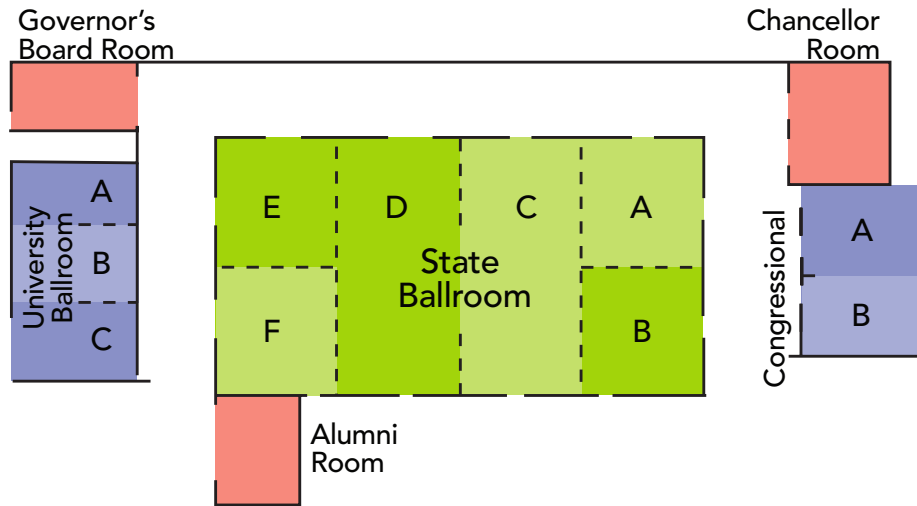 Governor's
Board Room
Chancellor
Room
University
Ballroom
A
B
C
E
D
C
A
State
Ballroom
F
B
Alumni
Room
Congressional
A
B